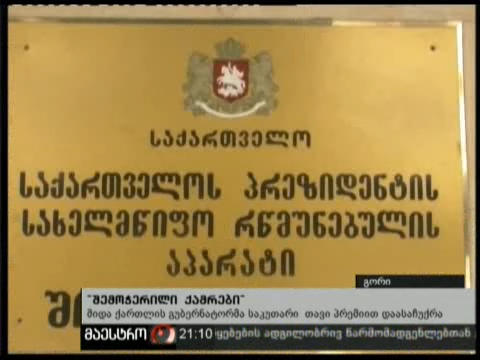 საქართველო
საქართველოს პრეზიდენტის
სახელმწიფო რწმუნებულის
აპარატი
გორი
"შემოჭერილი ქამრები"
შიდა ქართლის გუბერნატორმა საკუთარი თავი პრემიით დაასაჩუქრა
მაესტრო 21:10 ყებების ადგილობრივ წარმომადგენლებთან